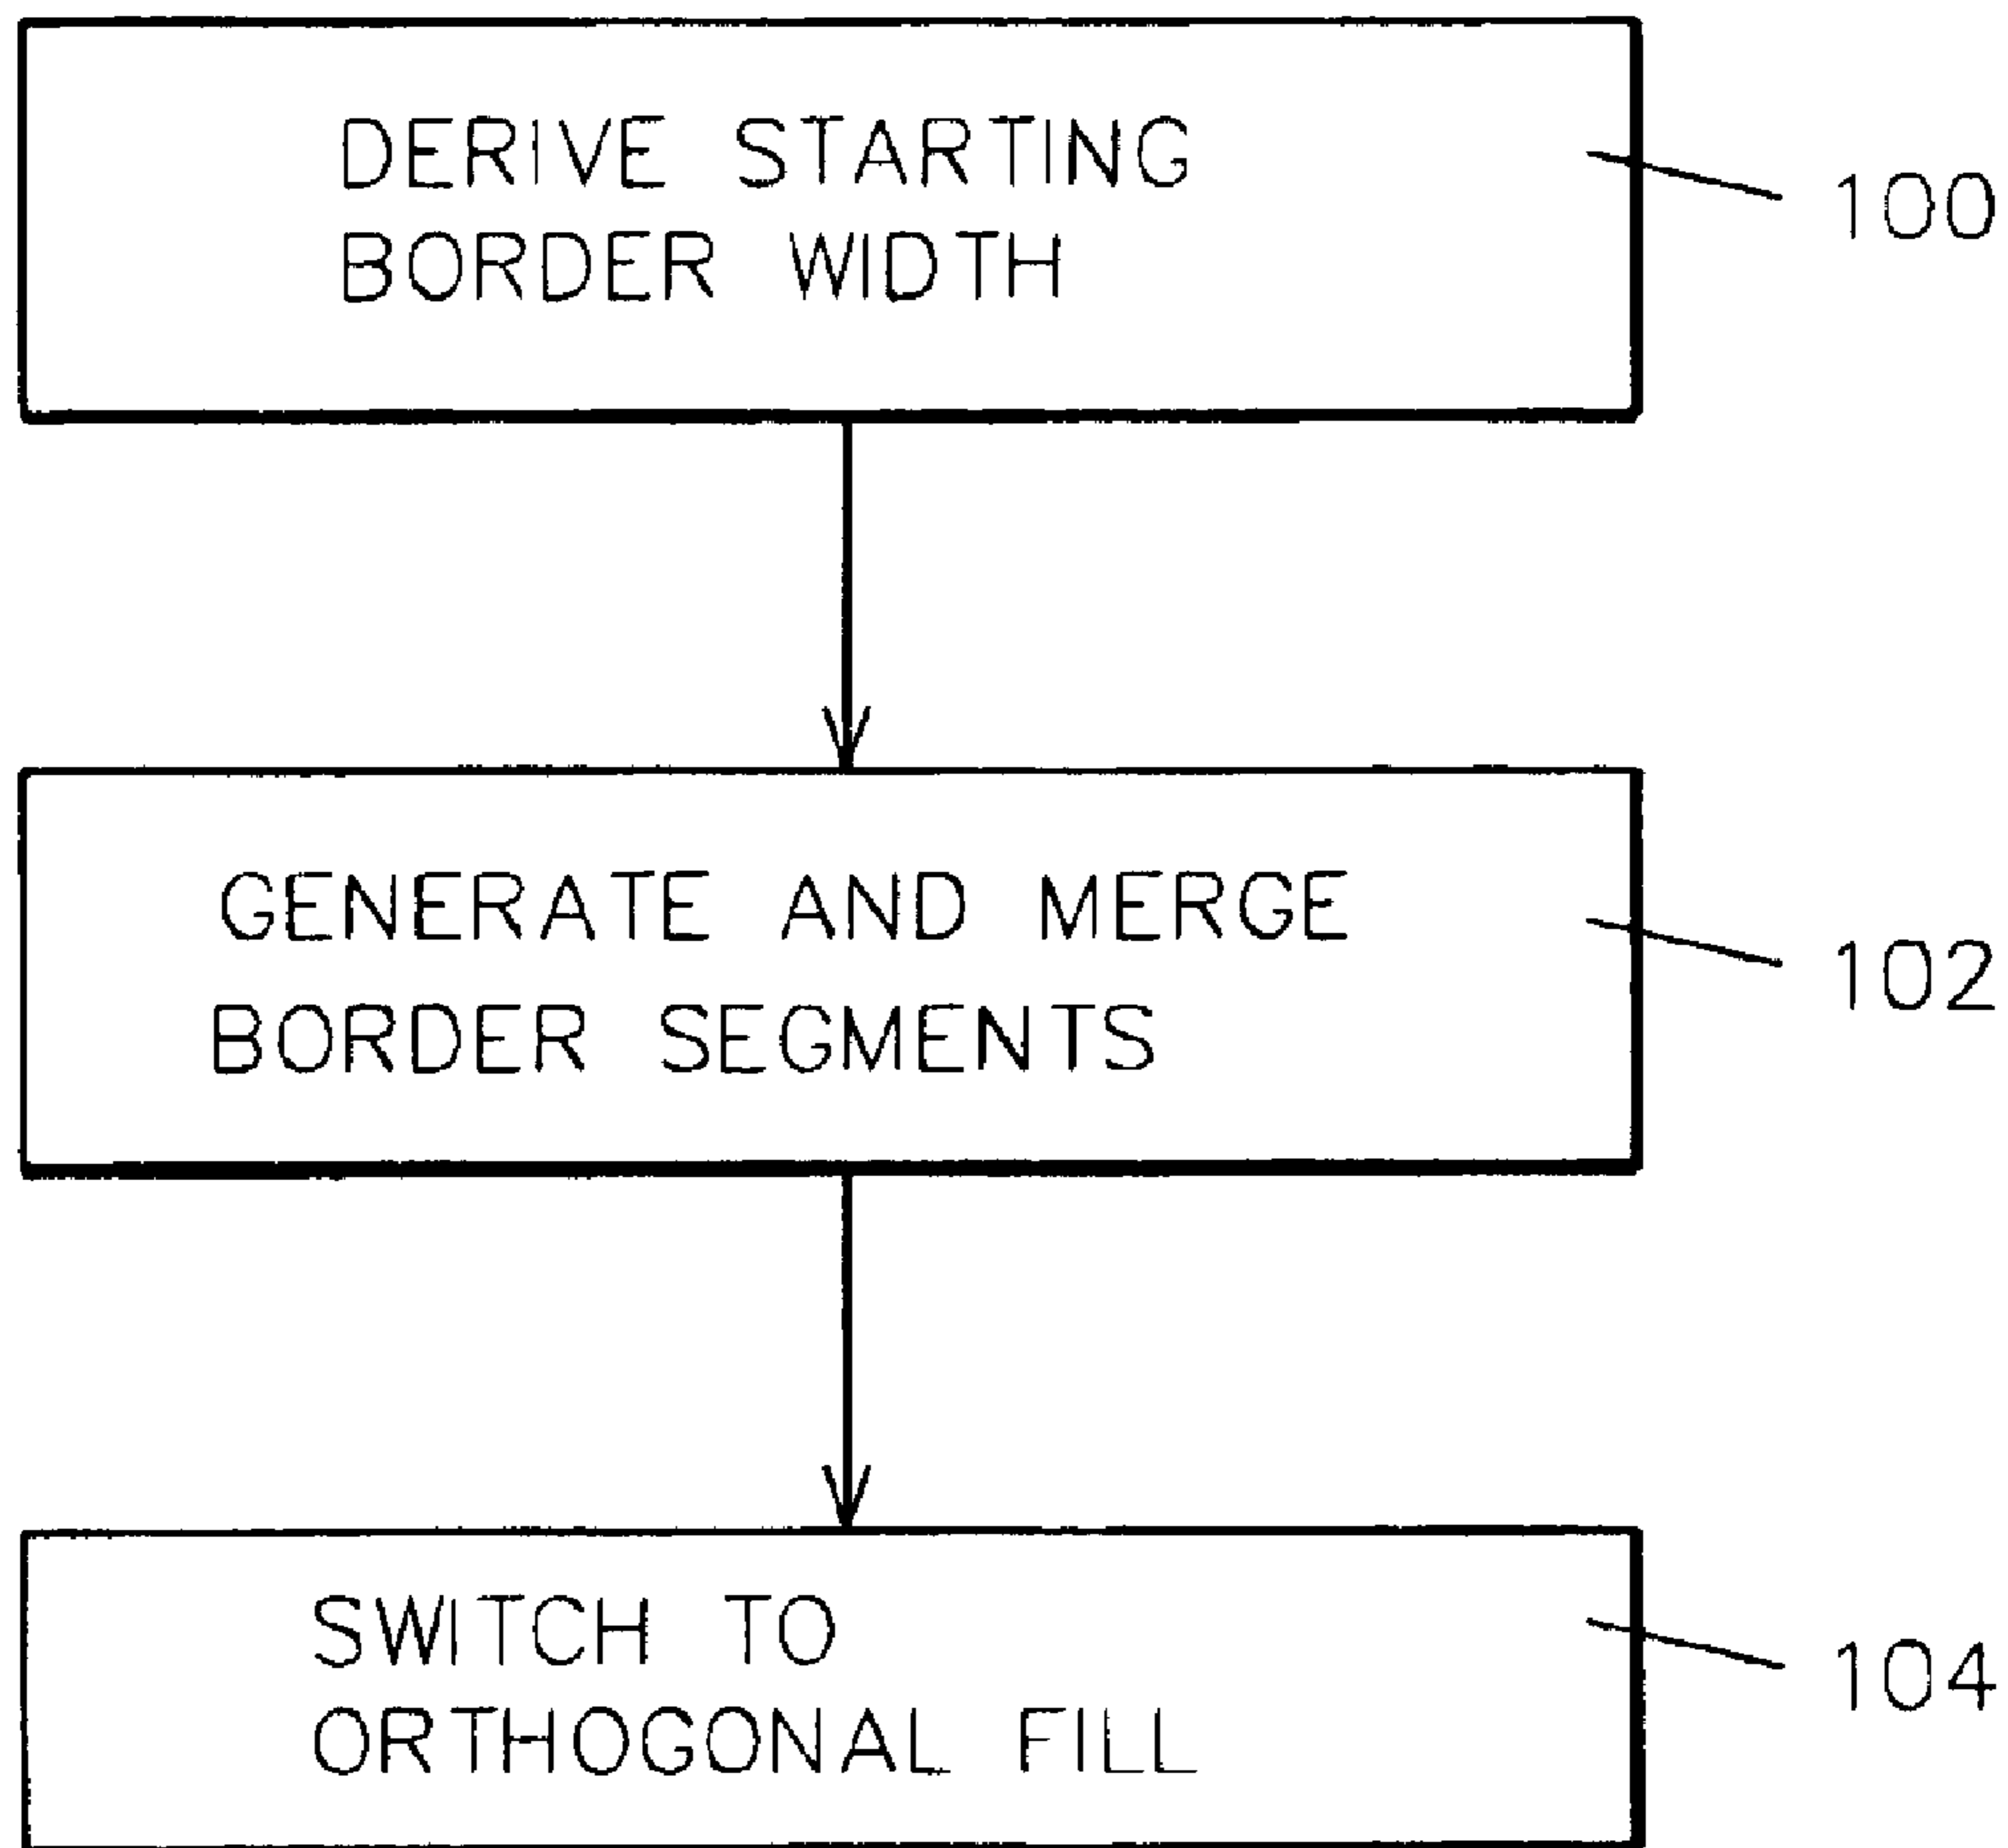 DERIVE STARTING
BORDER WIDTH
100
GENERATE AND MERGE
BORDER SEGMENTS
102
SWITCH TO
ORTHOGONAL FILL
104